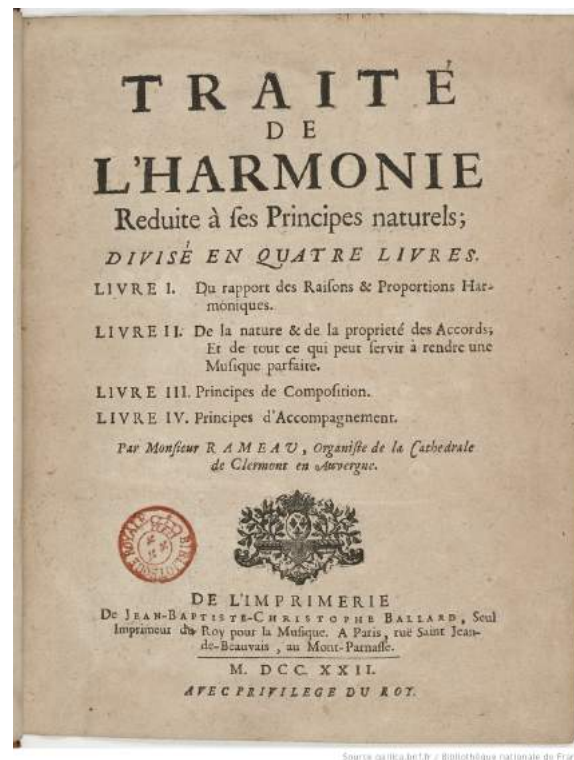 TRAITÉ
DE
L'HARMONIE
Reduite à ſes Principes naturels;
DIVISÉ EN QUATRE LIVRES.
LIVRE I. Du rapport des Raiſons & Proportions Har-
moniques.
LIVRE II. De la nature & de la proprieté des Accords;
Et de tout ce qui peut ſervir à rendre une
Muſique parfaite.
LIVRE III. Principes de Compoſition.
LIVRE IV. Principes d'Accompagnement.
Par Monſieur RAMEAU, Organiſte de la Cathedrale
de Clermont en Auvergne.
BIBLIOTHEQUE ROYALE
DE L'IMPRIMERIE
De JEAN-BAPTISTE-CHRISTOPHE BALLARD, Seul
Imprimeur du Roy pour la Muſique. A Paris, ruë Saint Jean-
de-Beauvais, au Mont-Parnaſſe.
M. DCC. XXII.
AVEC PRIVILEGE DU ROY.
Source gallica.bnf.fr / Bibliothèque nationale de Fran